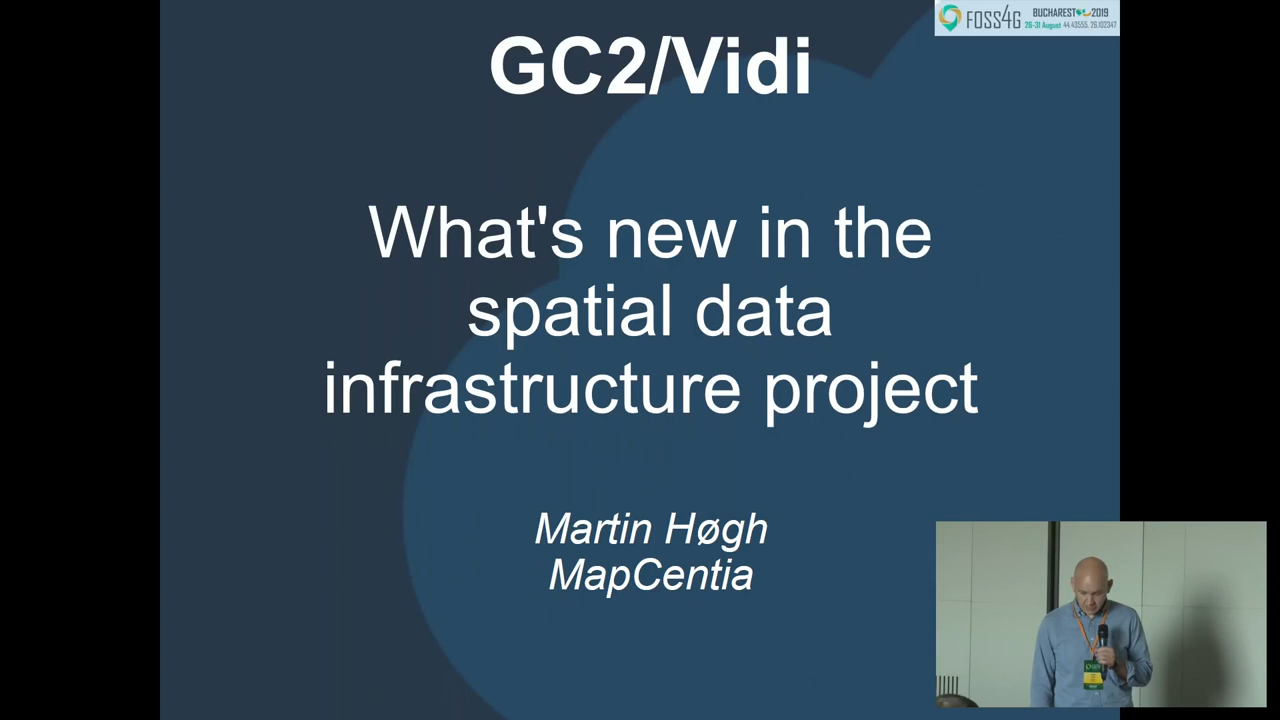 FOSS4G
BUCHAREST 2019
26-31 August 44.43555, 26.102347
GC2/Vidi
What's new in the
spatial data
infrastructure project
Martin Høgh
MapCentia